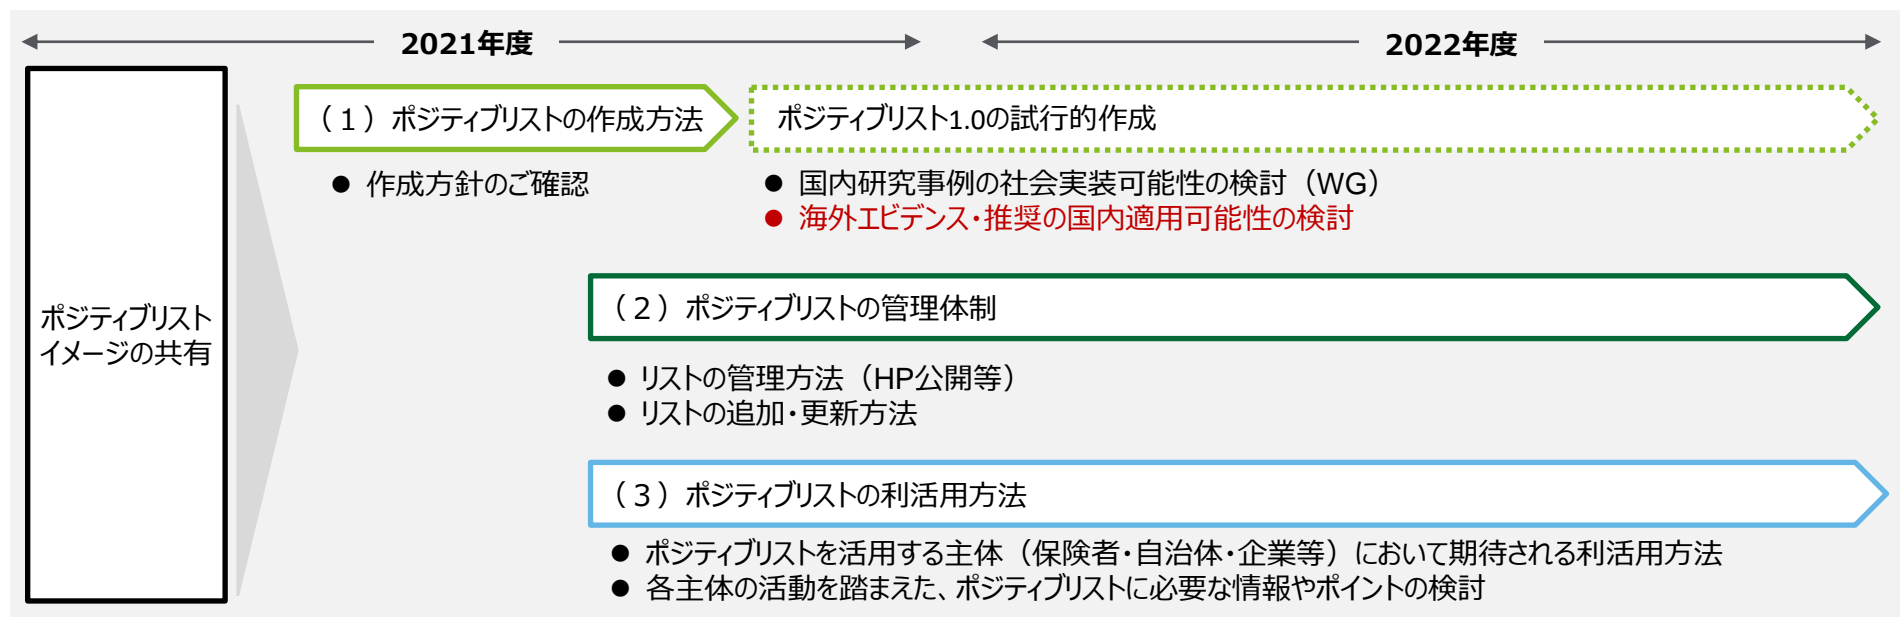 2021年度
2022年度
ポジティブリスト
イメージの共有
（１）ポジティブリストの作成方法
ポジティブリスト1.0の試行的作成
● 作成方針のご確認
● 国内研究事例の社会実装可能性の検討（WG）
● 海外エビデンス・推奨の国内適用可能性の検討
（２）ポジティブリストの管理体制
● リストの管理方法（HP公開等）
● リストの追加・更新方法
（３）ポジティブリストの利活用方法
● ポジティブリストを活用する主体（保険者・自治体・企業等）において期待される利活用方法
● 各主体の活動を踏まえた、ポジティブリストに必要な情報やポイントの検討